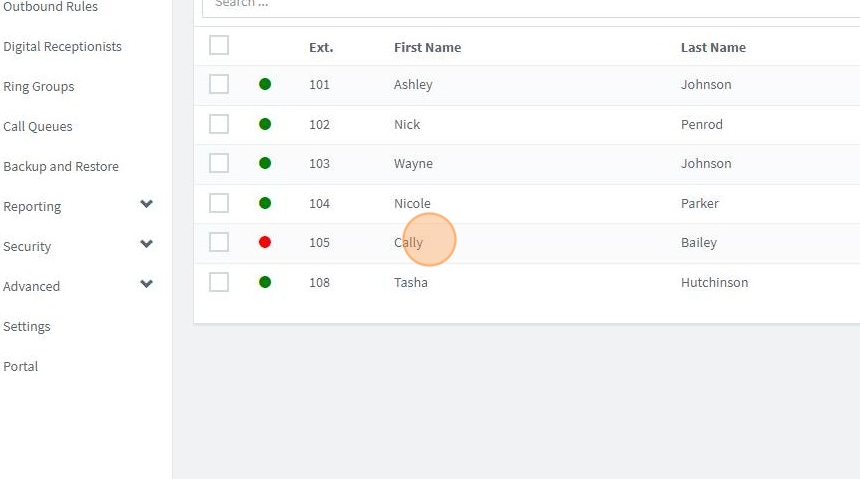 Search ...
Outbound Rules
Digital Receptionists
Ring Groups
Call Queues
Backup and Restore
Reporting
Security
Advanced
Settings
Portal
Ext. First Name Last Name
101 Ashley Johnson
102 Nick Penrod
103 Wayne Johnson
104 Nicole Parker
105 Cally Bailey
108 Tasha Hutchinson